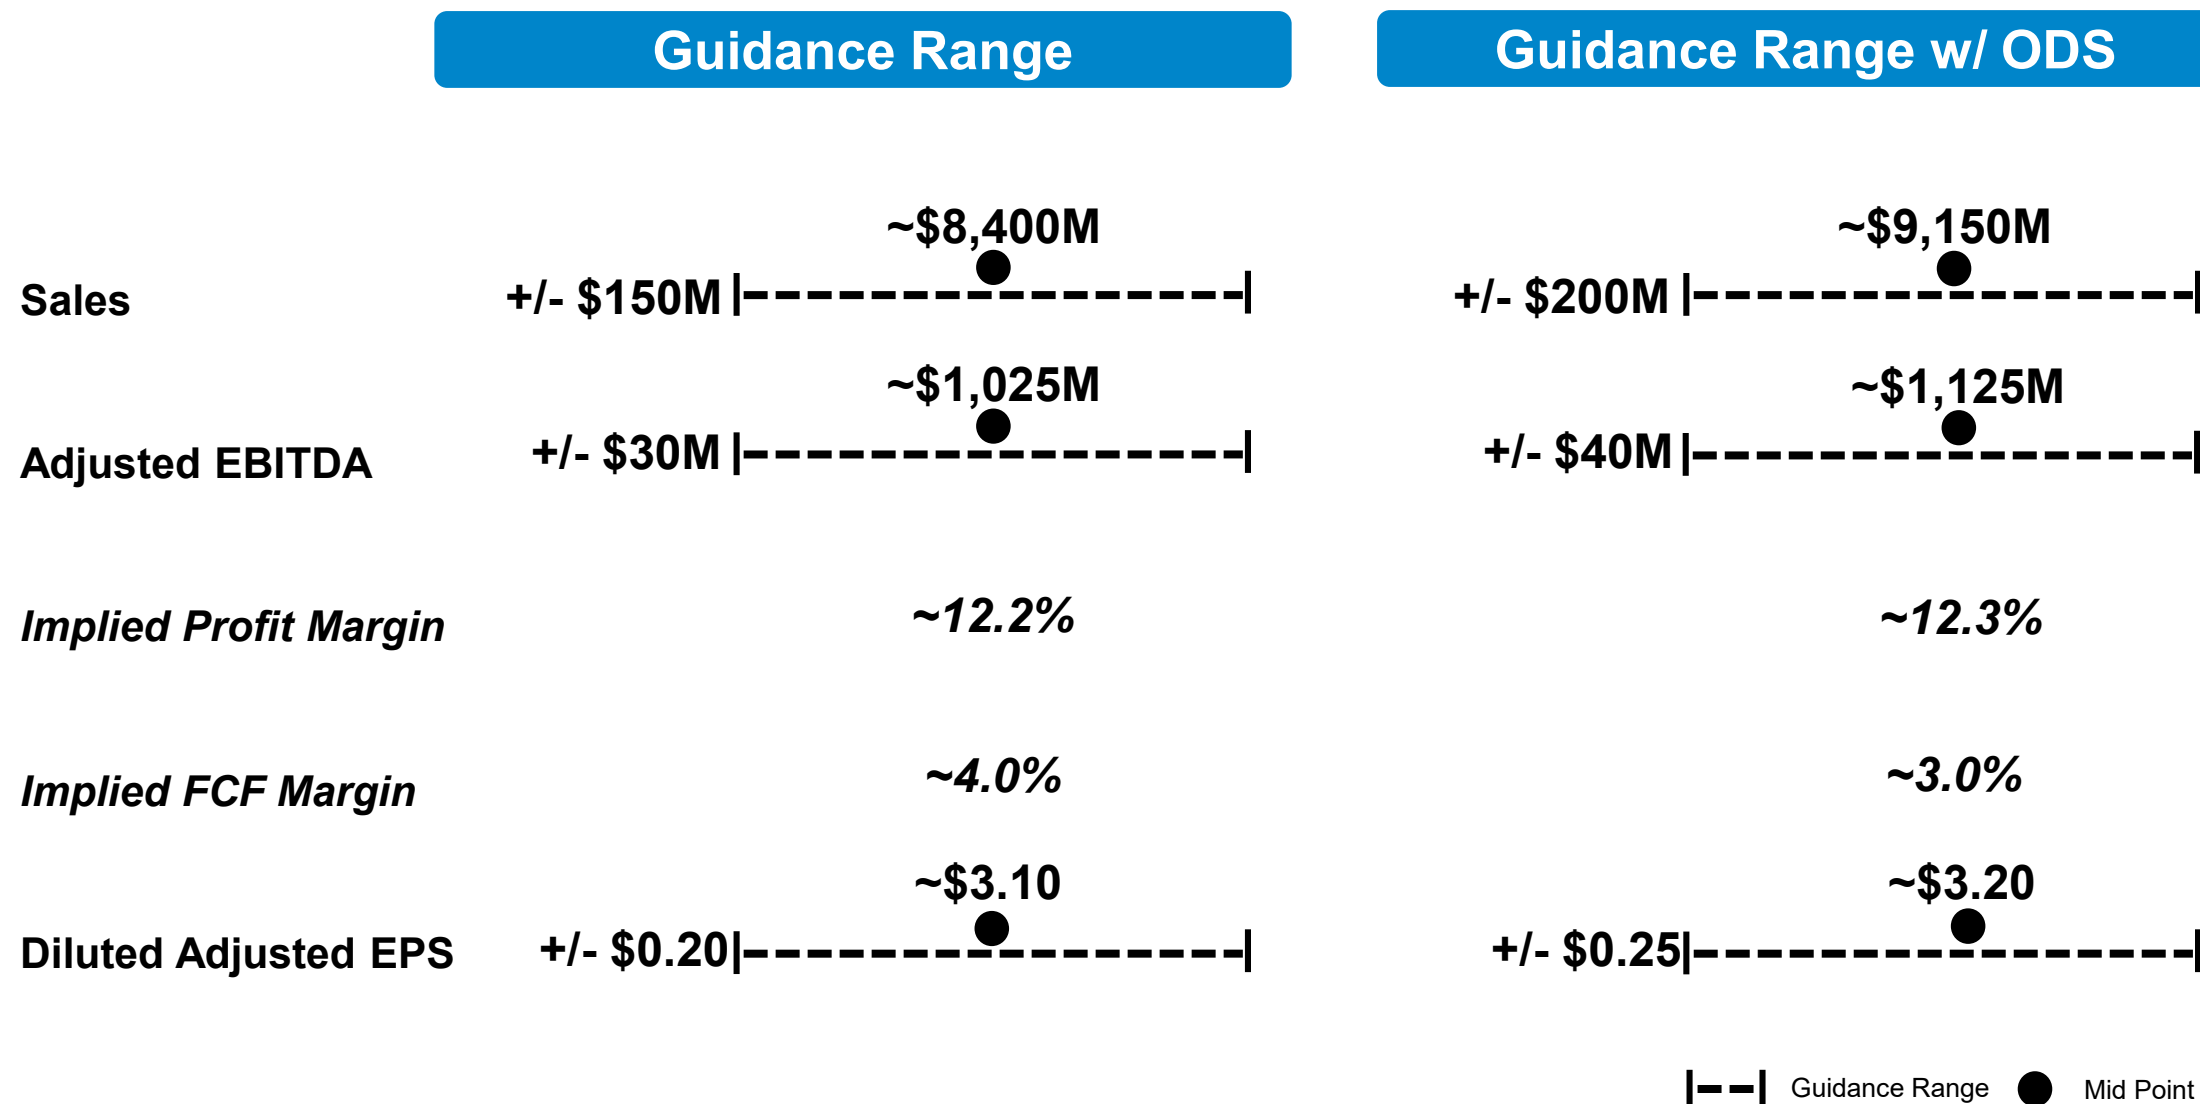 Guidance Range
Guidance Range w/ ODS
~$8,400M
~$9,150M
Sales
+/- $150M
+/- $200M
~$1,025M
~$1,125M
Adjusted EBITDA
+/- $30M
+/- $40M
Implied Profit Margin
~12.2%
~12.3%
Implied FCF Margin
~4.0%
~3.0%
~$3.10
~$3.20
Diluted Adjusted EPS
+/- $0.20
+/- $0.25
Guidance Range
Mid Point